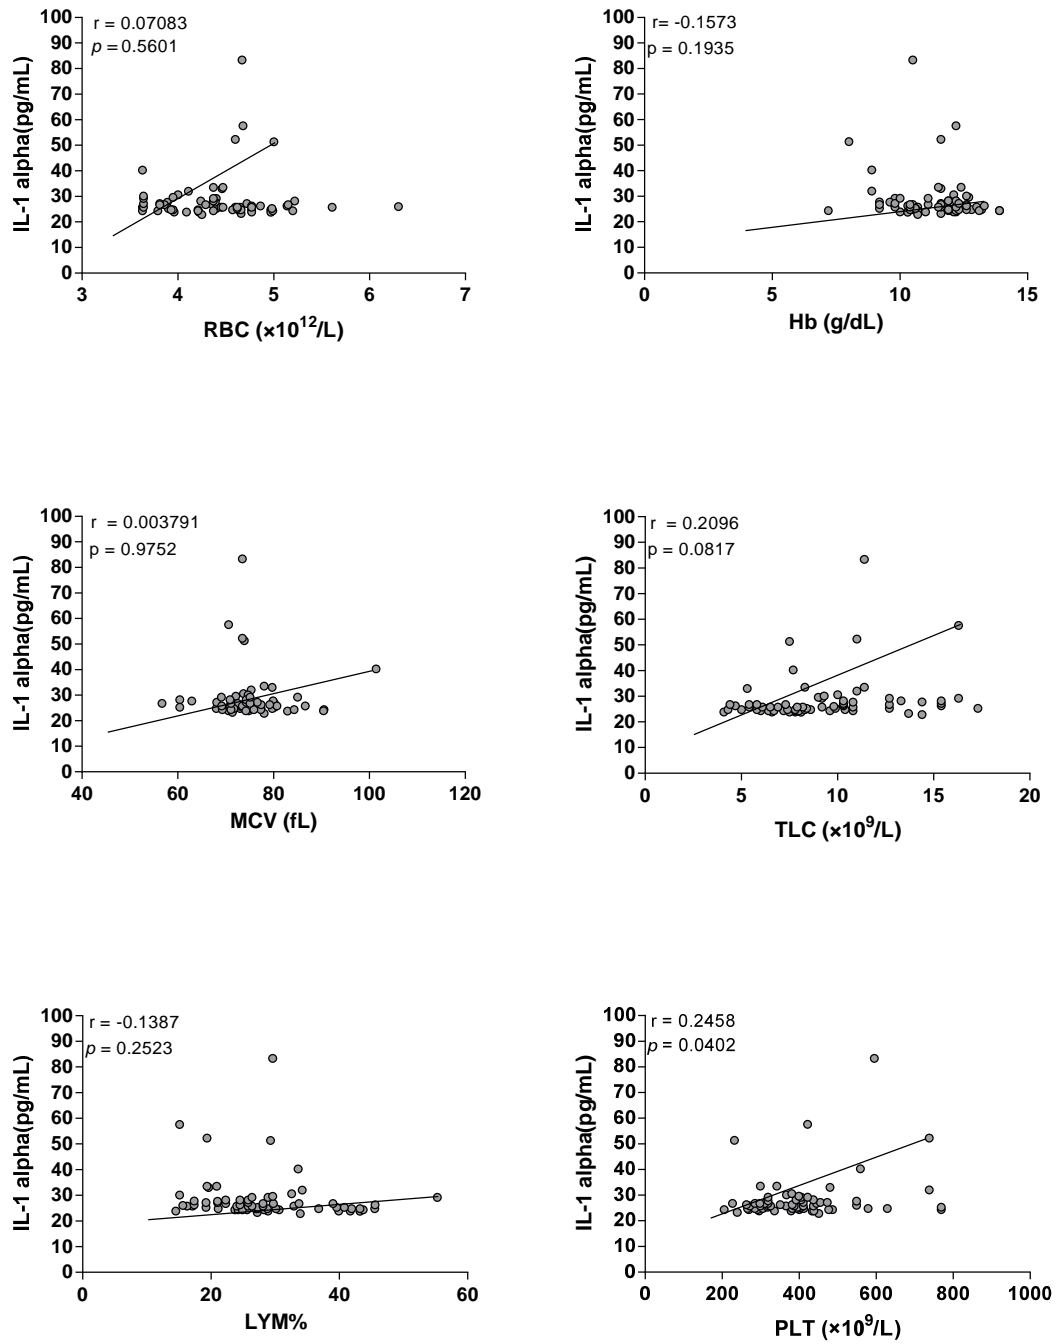 r = 0.07083
p = 0.5601
IL-1 alpha(pg/mL)
100
90
80
70
60
50
40
30
20
10
0
3 4 5 6 7
RBC (×10¹²/L)
r= -0.1573
p = 0.1935
IL-1 alpha(pg/mL)
100
90
80
70
60
50
40
30
20
10
0
0 5 10 15
Hb (g/dL)
r = 0.003791
p = 0.9752
IL-1 alpha(pg/mL)
100
90
80
70
60
50
40
30
20
10
0
40 60 80 100 120
MCV (fL)
r = 0.2096
p = 0.0817
IL-1 alpha(pg/mL)
100
90
80
70
60
50
40
30
20
10
0
0 5 10 15 20
TLC (×10⁹/L)
r = -0.1387
p = 0.2523
IL-1 alpha(pg/mL)
100
90
80
70
60
50
40
30
20
10
0
0 20 40 60
LYM%
r = 0.2458
p = 0.0402
IL-1 alpha(pg/mL)
100
90
80
70
60
50
40
30
20
10
0
0 200 400 600 800 1000
PLT (×10⁹/L)